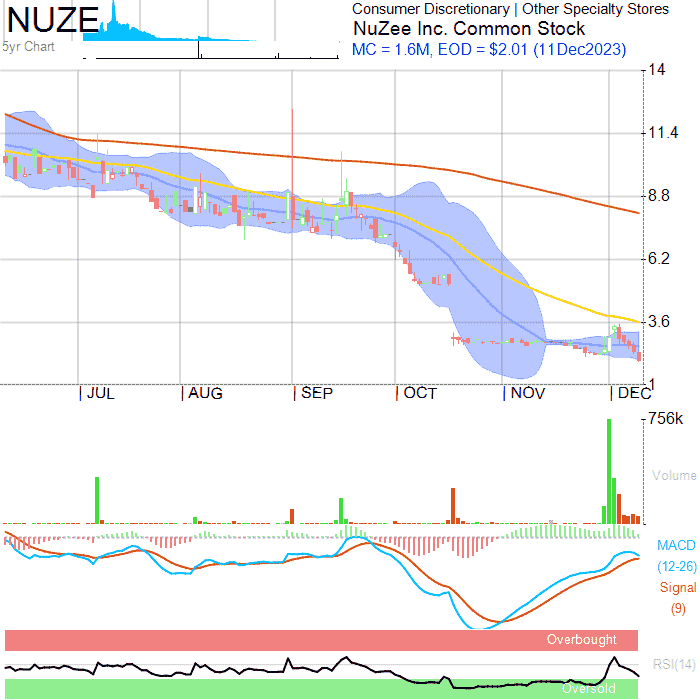 NUZE
Consumer Discretionary | Other Specialty Stores
NuZee Inc. Common Stock
5yr Chart
MC = 1.6M, EOD = $2.01 (11Dec2023)
14
11.4
8.8
6.2
3.6
1
| JUL | AUG | SEP | OCT | NOV | DEC
756k
Volume
MACD
(12-26)
Signal
(9)
Overbought
RSI(14)
Oversold